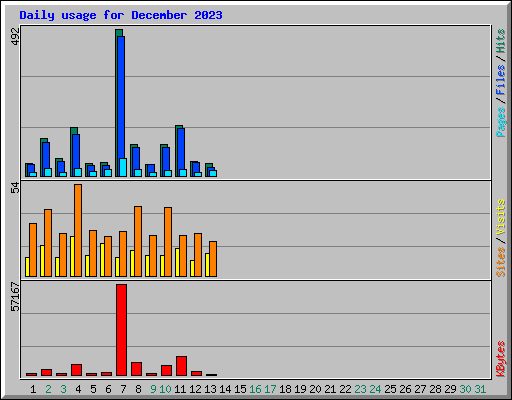 Daily usage for December 2023
492
Pages / Files / Hits
54
Sites / Visits
57167
KBytes
1 2 3 4 5 6 7 8 9 10 11 12 13 14 15 16 17 18 19 20 21 22 23 24 25 26 27 28 29 30 31